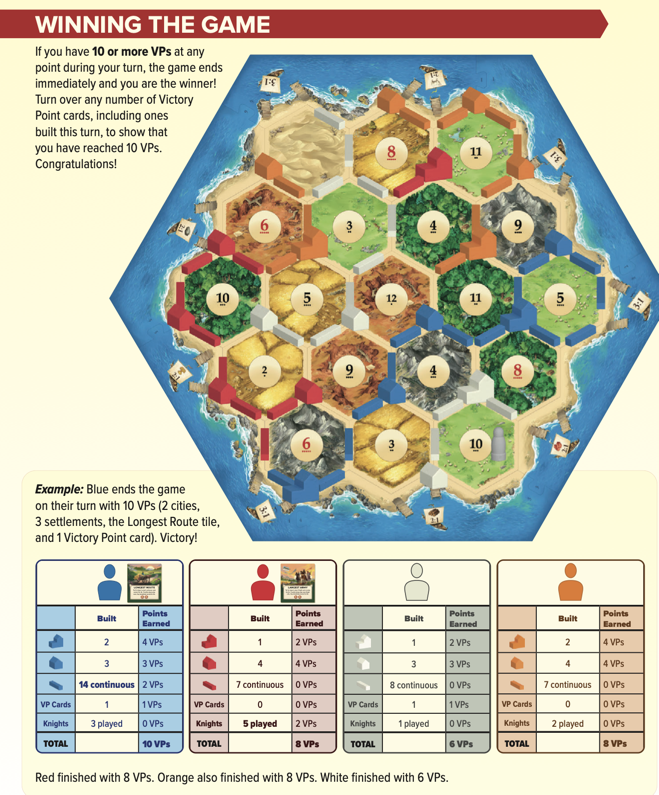 WINNING THE GAME
If you have 10 or more VPs at any
point during your turn, the game ends
immediately and you are the winner!
Turn over any number of Victory
Point cards, including ones
built this turn, to show that
you have reached 10 VPs.
Congratulations!
3:1
2:1
8
11
3:1
6
3
4
9
2:1
10
5
12
11
5
3:1
2
9
4
8
6
3
10
3:1
2:1
Example: Blue ends the game
on their turn with 10 VPs (2 cities,
3 settlements, the Longest Route tile,
and 1 Victory Point card). Victory!
Built Points Earned
2 4 VPs
3 3 VPs
14 continuous 2 VPs
VP Cards 1 1 VPs
Knights 3 played 0 VPs
TOTAL 10 VPs
Built Points Earned
1 2 VPs
4 4 VPs
7 continuous 0 VPs
VP Cards 0 0 VPs
Knights 5 played 2 VPs
TOTAL 8 VPs
Built Points Earned
1 2 VPs
3 3 VPs
8 continuous 0 VPs
VP Cards 1 1 VPs
Knights 1 played 0 VPs
TOTAL 6 VPs
Built Points Earned
2 4 VPs
4 4 VPs
7 continuous 0 VPs
VP Cards 0 0 VPs
Knights 2 played 0 VPs
TOTAL 8 VPs
Red finished with 8 VPs. Orange also finished with 8 VPs. White finished with 6 VPs.